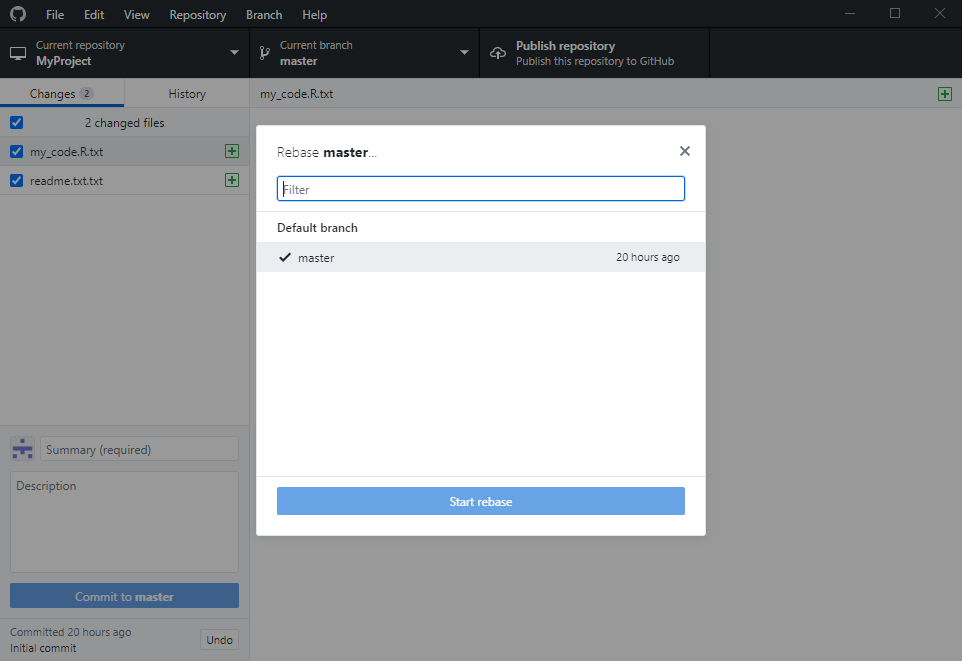 File Edit View Repository Branch Help
Current repository
MyProject
Current branch
master
Publish repository
Publish this repository to GitHub
Changes 2
History
my_code.R.txt
2 changed files
my_code.R.txt
readme.txt.txt
Rebase master...
Filter
Default branch
master 20 hours ago
Start rebase
Summary (required)
Description
Commit to master
Committed 20 hours ago
Initial commit
Undo